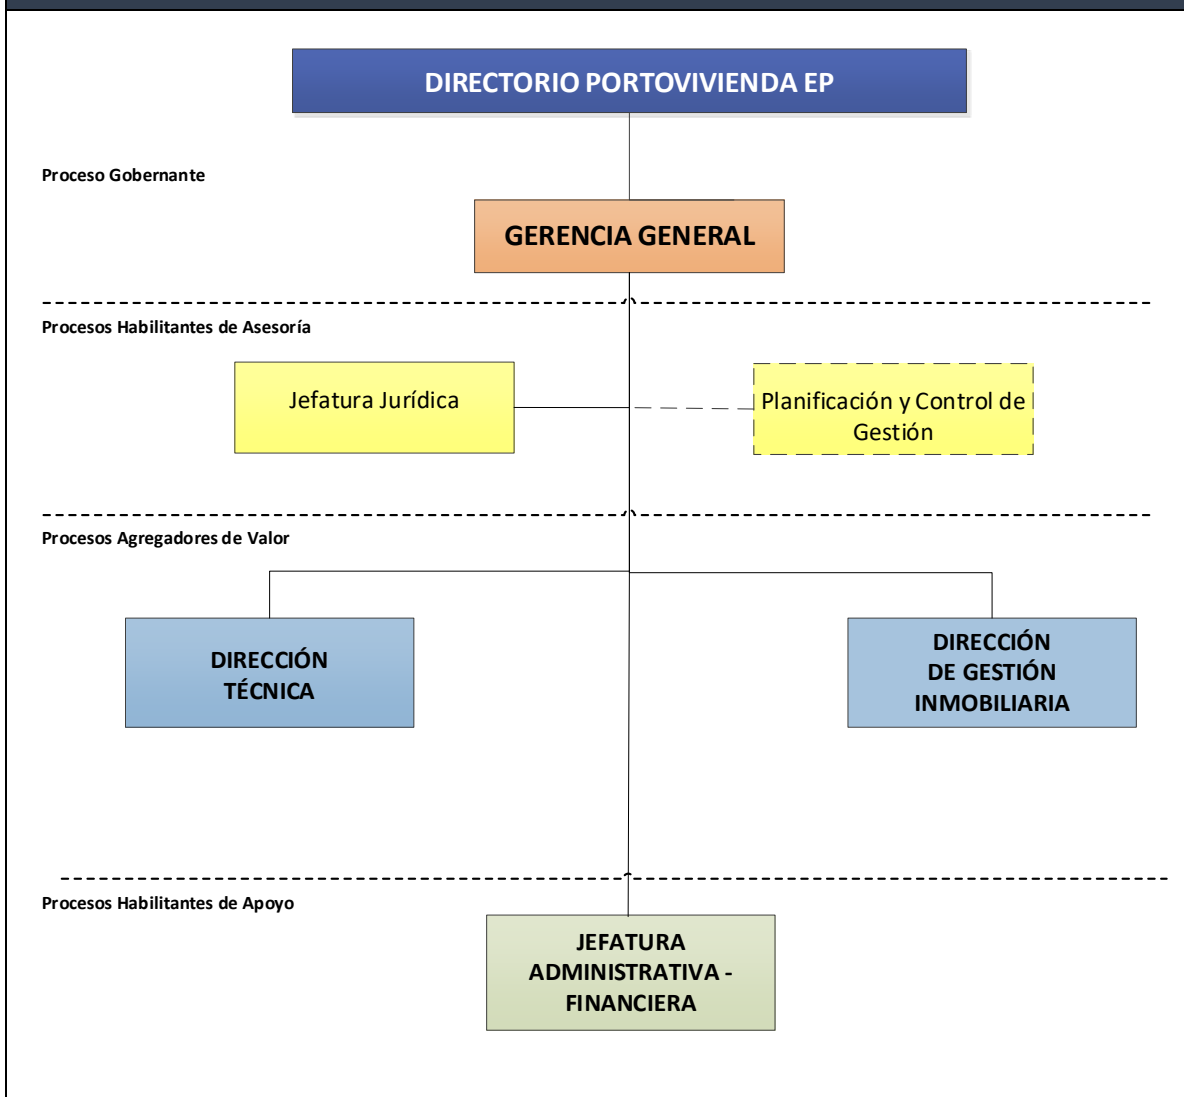 DIRECTORIO PORTOVIVIENDA EP
Proceso Gobernante
GERENCIA GENERAL
Procesos Habilitantes de Asesoría
Jefatura Jurídica
Planificación y Control de
Gestión
Procesos Agregadores de Valor
DIRECCIÓN
TÉCNICA
DIRECCIÓN
DE GESTIÓN
INMOBILIARIA
Procesos Habilitantes de Apoyo
JEFATURA
ADMINISTRATIVA -
FINANCIERA